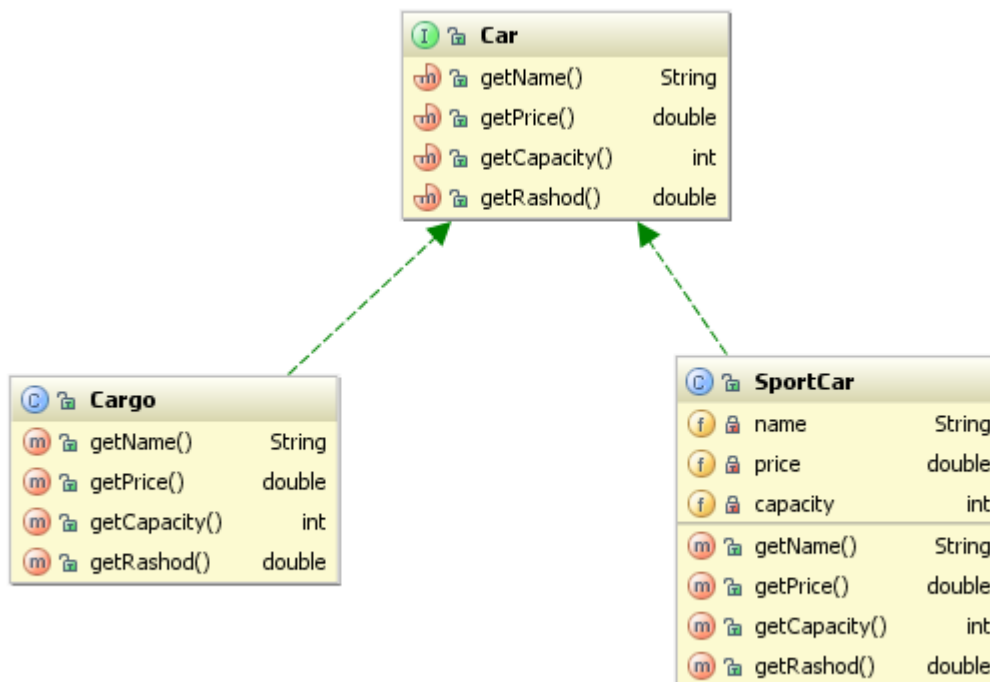 I Car
m getName() String
m getPrice() double
m getCapacity() int
m getRashod() double
C Cargo
m getName() String
m getPrice() double
m getCapacity() int
m getRashod() double
C SportCar
f name String
f price double
f capacity int
m getName() String
m getPrice() double
m getCapacity() int
m getRashod() double